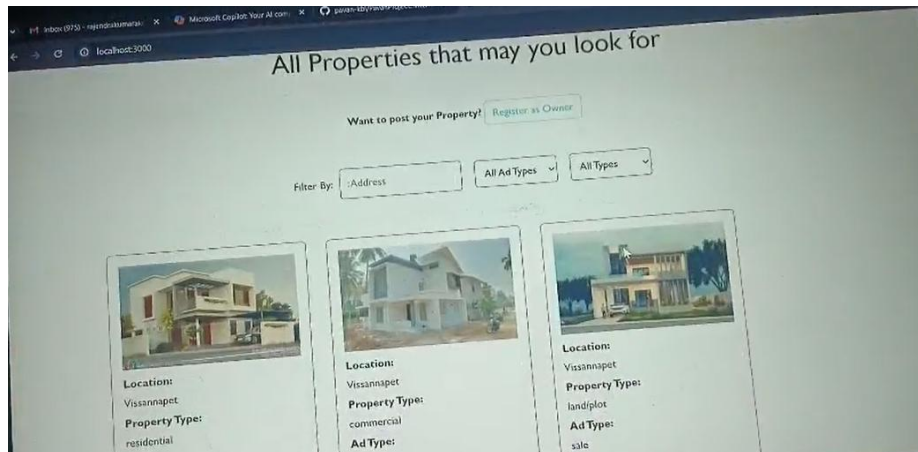 Inbox (975) - rajendrakumarak
Microsoft Copilot: Your AI com
localhost:3000
All Properties that may you look for
Want to post your Property? Register as Owner
Filter By: :Address All Ad Types All Types
Location:
Vissannapet
Property Type:
residential
Location:
Vissannapet
Property Type:
commercial
Ad Type:
Location:
Vissannapet
Property Type:
land/plot
Ad Type:
sale